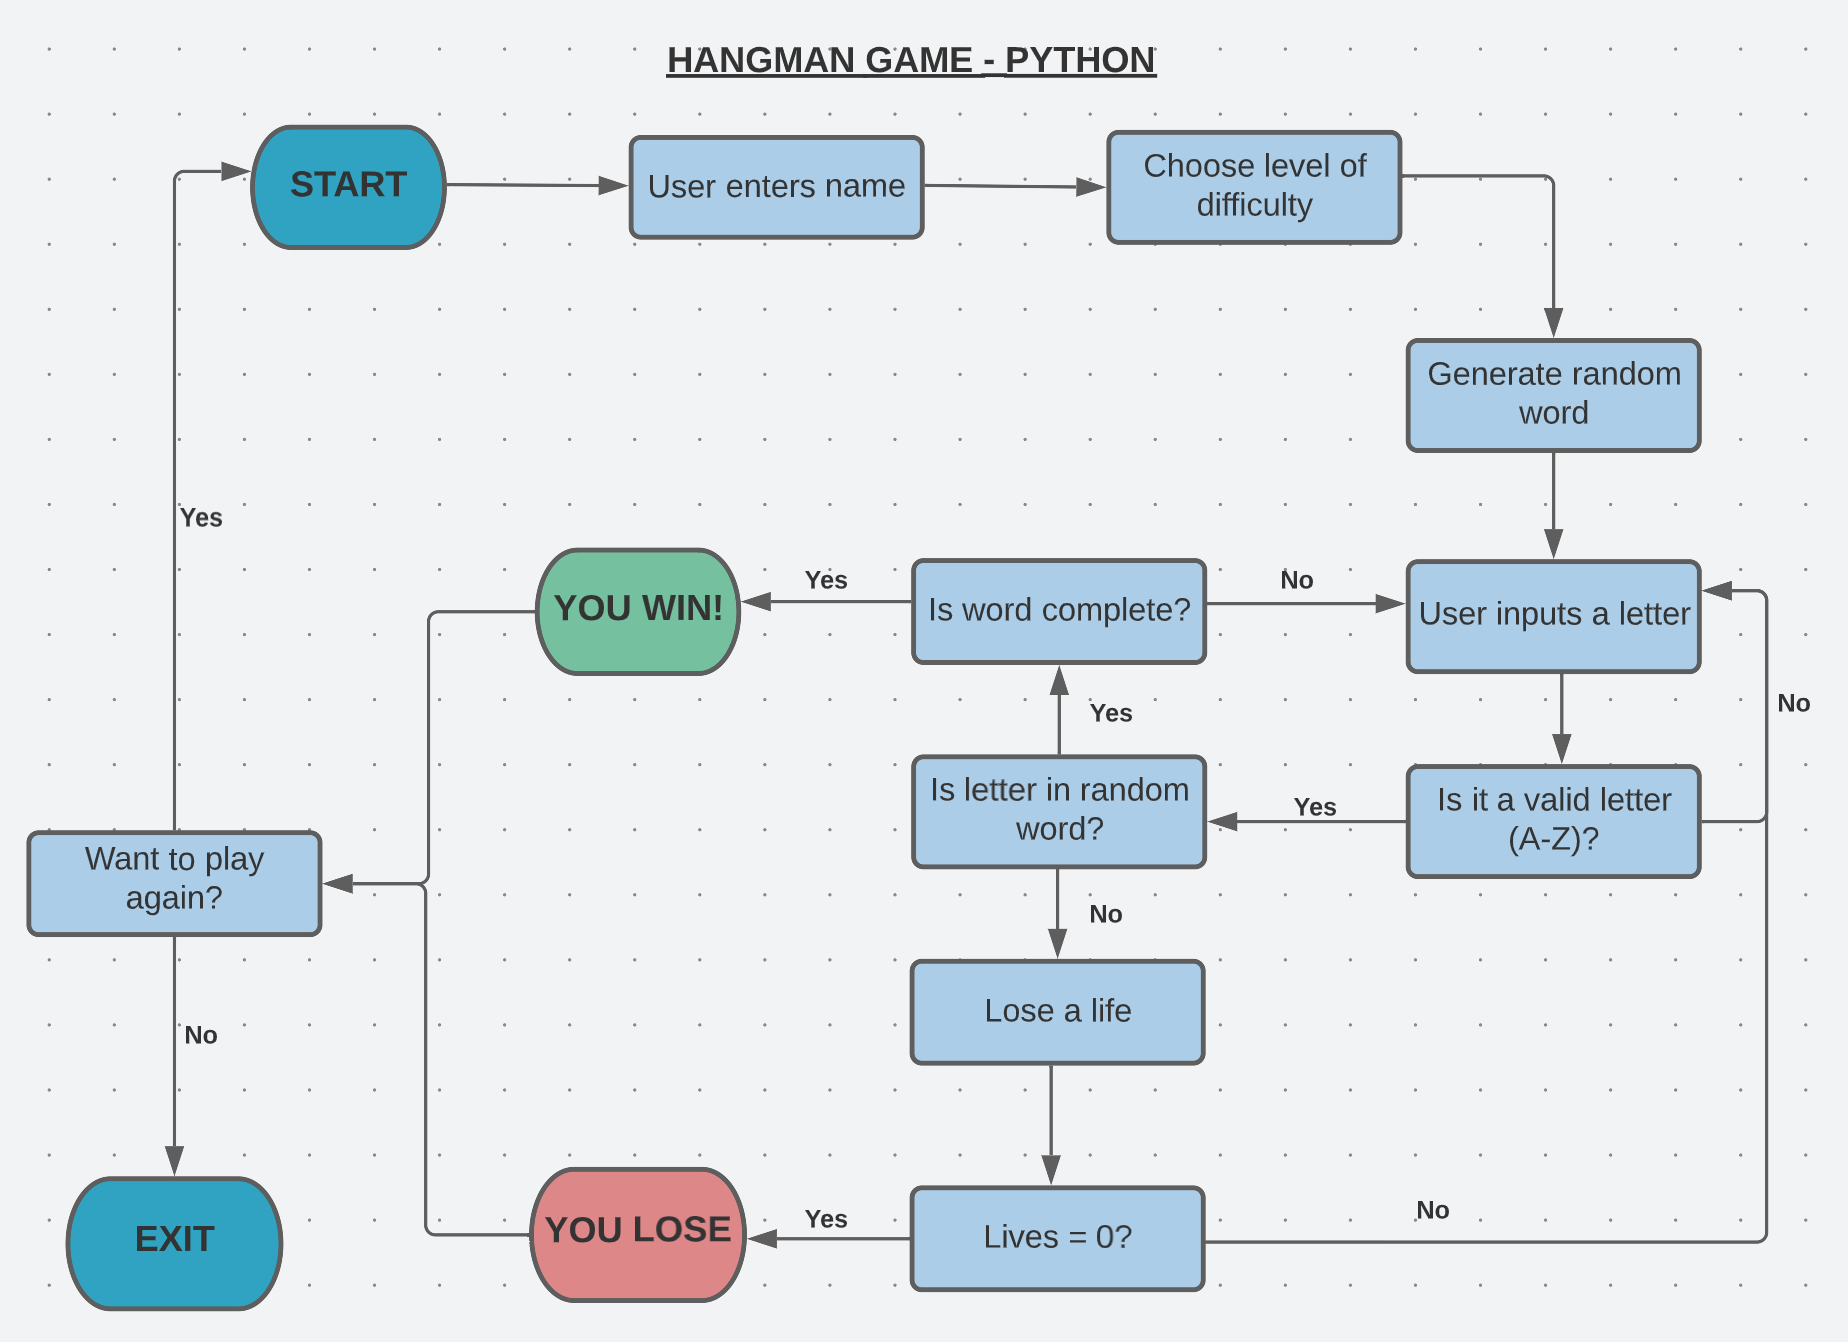 HANGMAN GAME - PYTHON
START
User enters name
Choose level of
difficulty
Generate random
word
Yes
YOU WIN!
Yes
Is word complete?
No
User inputs a letter
Yes
No
Is letter in random
word?
Yes
Is it a valid letter
(A-Z)?
Want to play
again?
No
Lose a life
No
EXIT
YOU LOSE
Yes
Lives = 0?
No